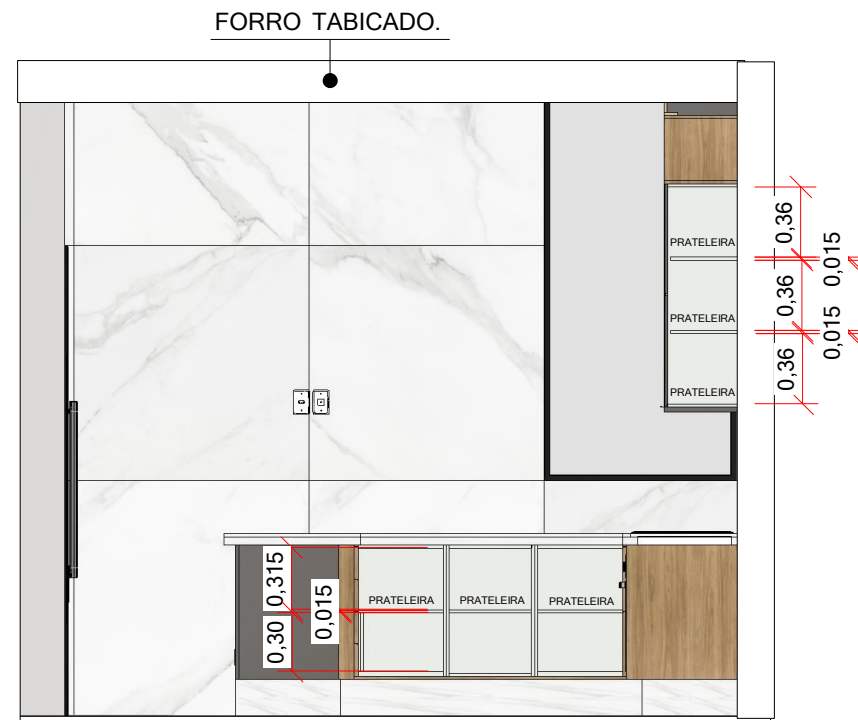 FORRO TABICADO.
PRATELEIRA
0,36
0,015
PRATELEIRA
0,36
0,015
PRATELEIRA
0,36
0,315
0,015
0,30
PRATELEIRA
PRATELEIRA
PRATELEIRA